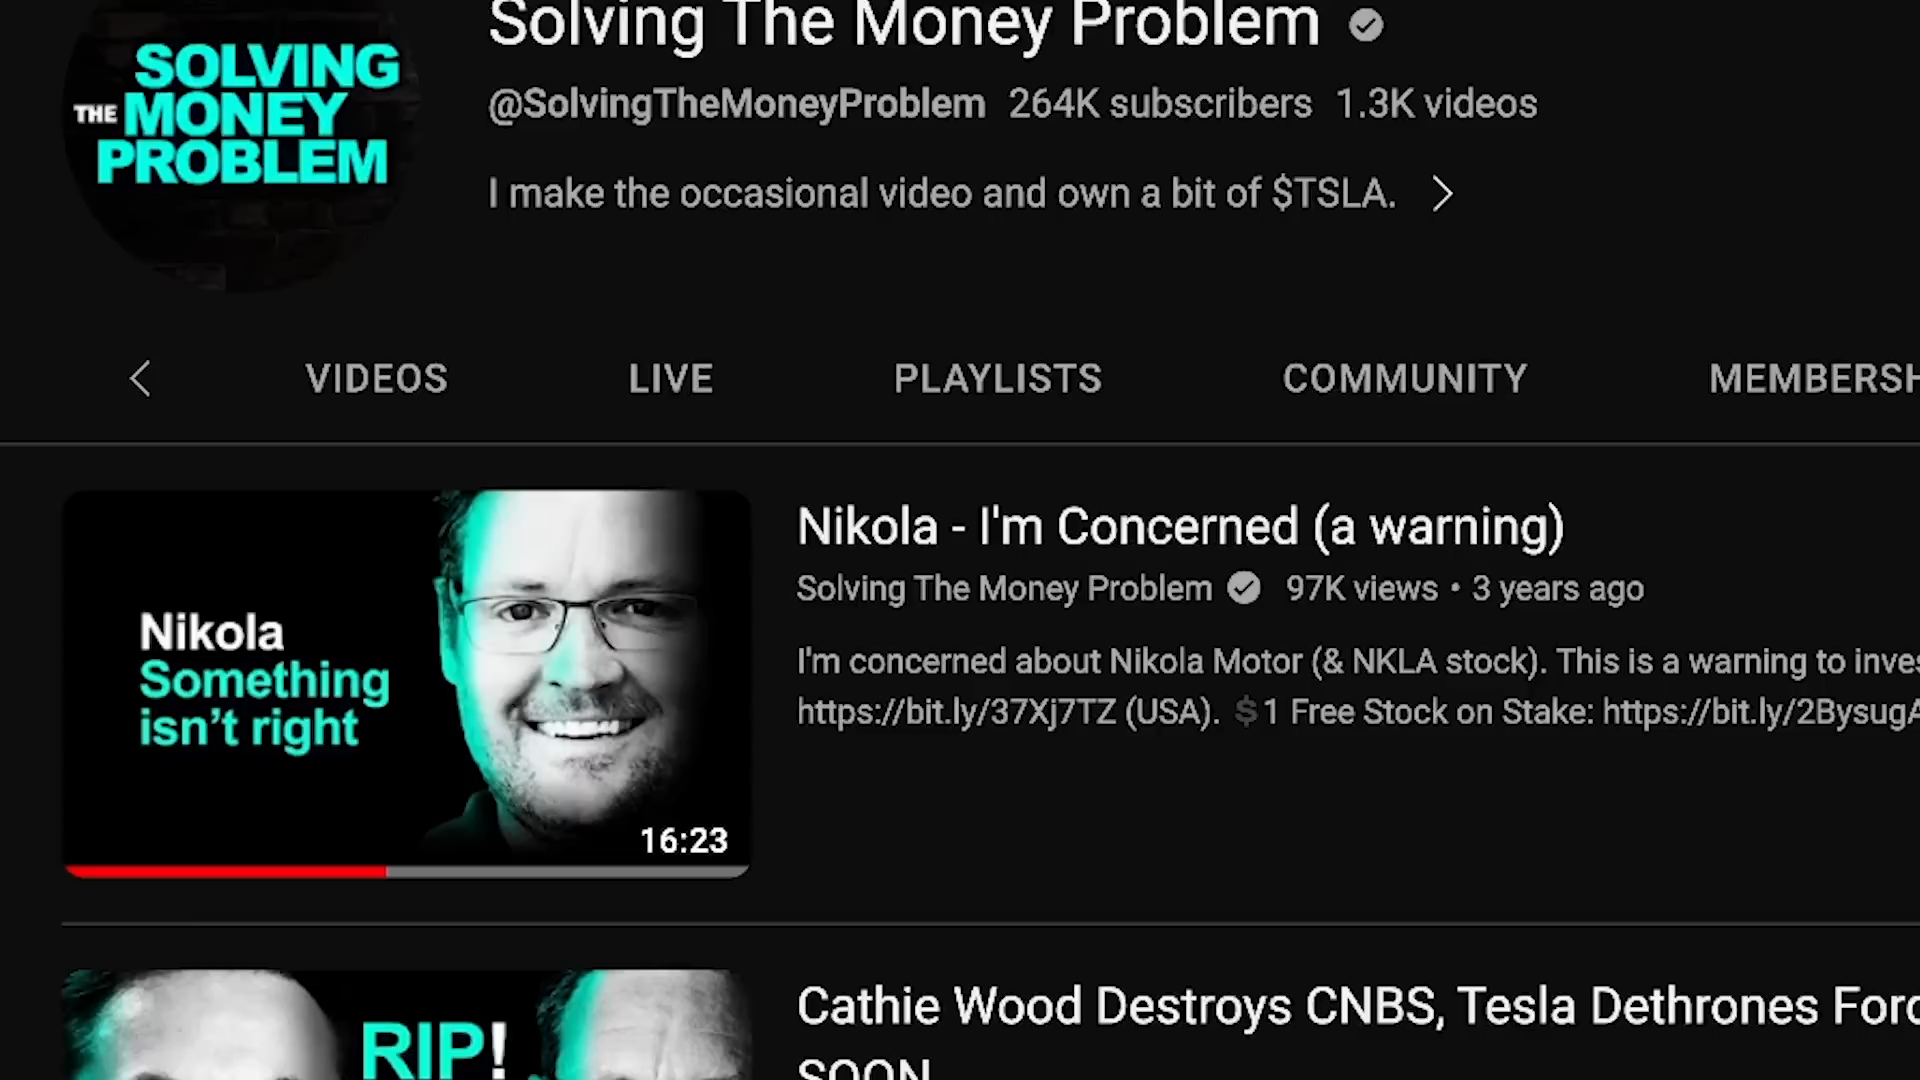 Solving The Money Problem
SOLVING
THE MONEY
PROBLEM
@SolvingTheMoneyProblem 264K subscribers 1.3K videos
I make the occasional video and own a bit of $TSLA.
VIDEOS LIVE PLAYLISTS COMMUNITY MEMBERSH
Nikola
Something
isn't right
16:23
Nikola - I'm Concerned (a warning)
Solving The Money Problem 97K views • 3 years ago
I'm concerned about Nikola Motor (& NKLA stock). This is a warning to inves
https://bit.ly/37Xj7TZ (USA). 💲1 Free Stock on Stake: https://bit.ly/2BysugA
RIP!
Cathie Wood Destroys CNBS, Tesla Dethrones Ford
SOON